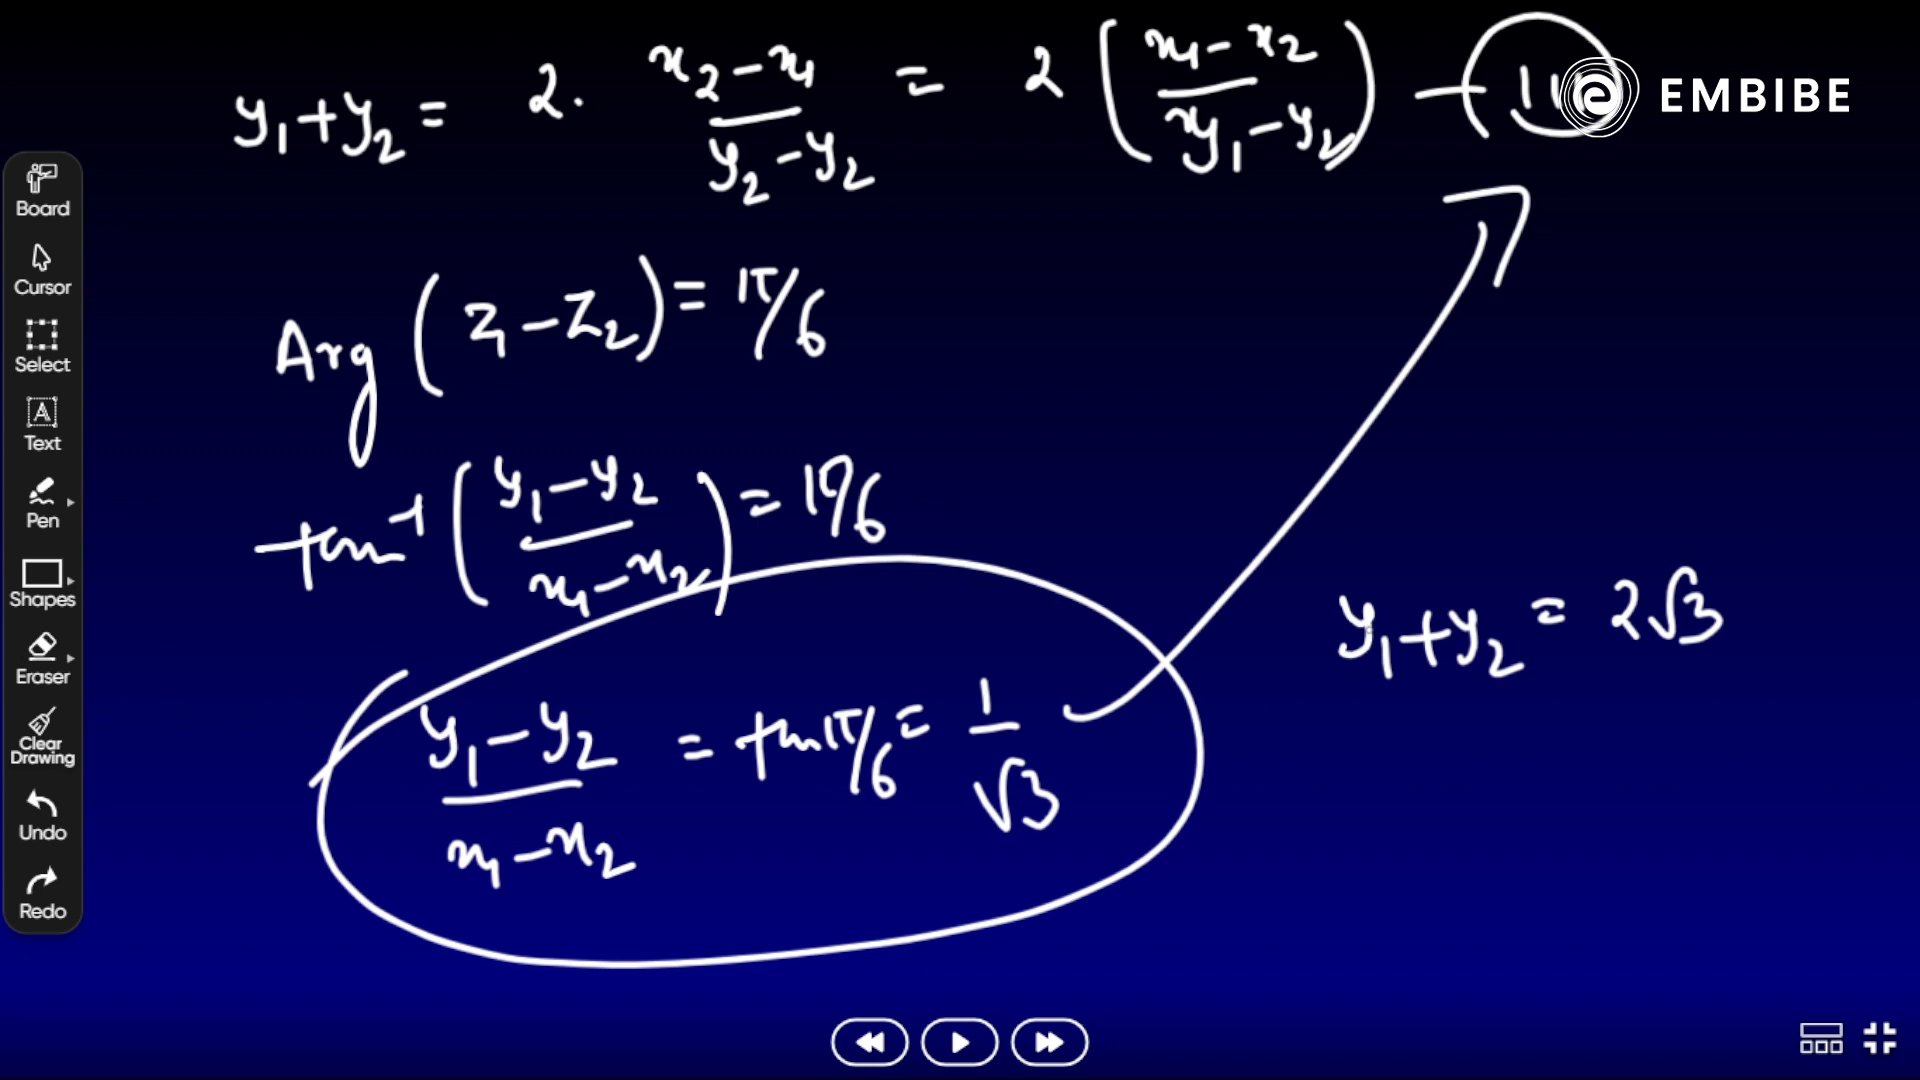 y₁+y₂ = 2. x₂-x₁ / y₂-y₂ = 2 (x₁-x₂ / y₁-y₂) —
EMBIBE
Board
Cursor
Select
Text
Pen
Shapes
Eraser
Clear
Drawing
Undo
Redo
Arg (z₁-z₂) = π/6
tan⁻¹ (y₁-y₂ / x₁-x₂) = π/6
y₁+y₂ = 2√3
y₁-y₂ / x₁-x₂ = tan π/6 = 1/√3